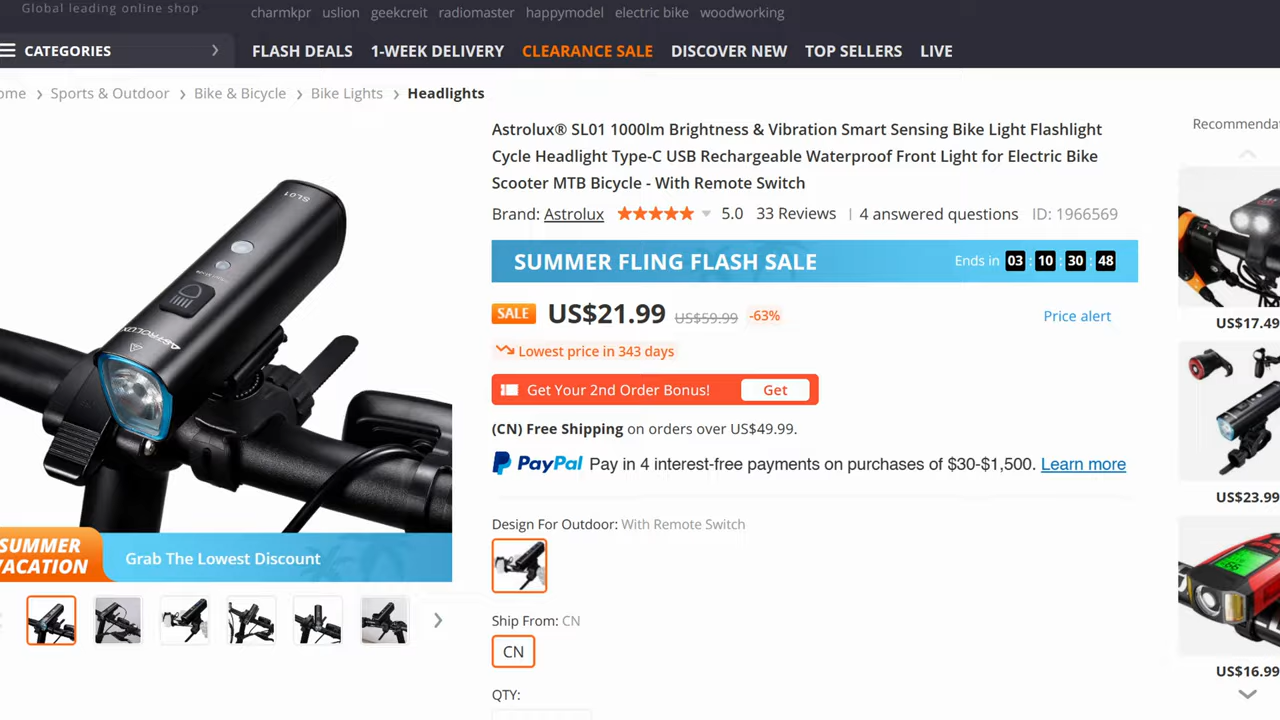 Global leading online shop
charmkpr uslion geekcreit radiomaster happymodel electric bike woodworking
CATEGORIES
FLASH DEALS 1-WEEK DELIVERY CLEARANCE SALE DISCOVER NEW TOP SELLERS LIVE
ome > Sports & Outdoor > Bike & Bicycle > Bike Lights > Headlights
SL01
ASTROLUX
SUMMER
VACATION
Grab The Lowest Discount
Astrolux® SL01 1000lm Brightness & Vibration Smart Sensing Bike Light Flashlight
Cycle Headlight Type-C USB Rechargeable Waterproof Front Light for Electric Bike
Scooter MTB Bicycle - With Remote Switch
Brand: Astrolux 5.0 33 Reviews | 4 answered questions ID: 1966569
SUMMER FLING FLASH SALE Ends in 03 : 10 : 30 : 48
SALE US$21.99 US$59.99 -63% Price alert
Lowest price in 343 days
Get Your 2nd Order Bonus! Get
(CN) Free Shipping on orders over US$49.99.
PayPal Pay in 4 interest-free payments on purchases of $30-$1,500. Learn more
Design For Outdoor: With Remote Switch
Ship From: CN
CN
QTY:
Recommenda
US$17.49
US$23.99
US$16.99